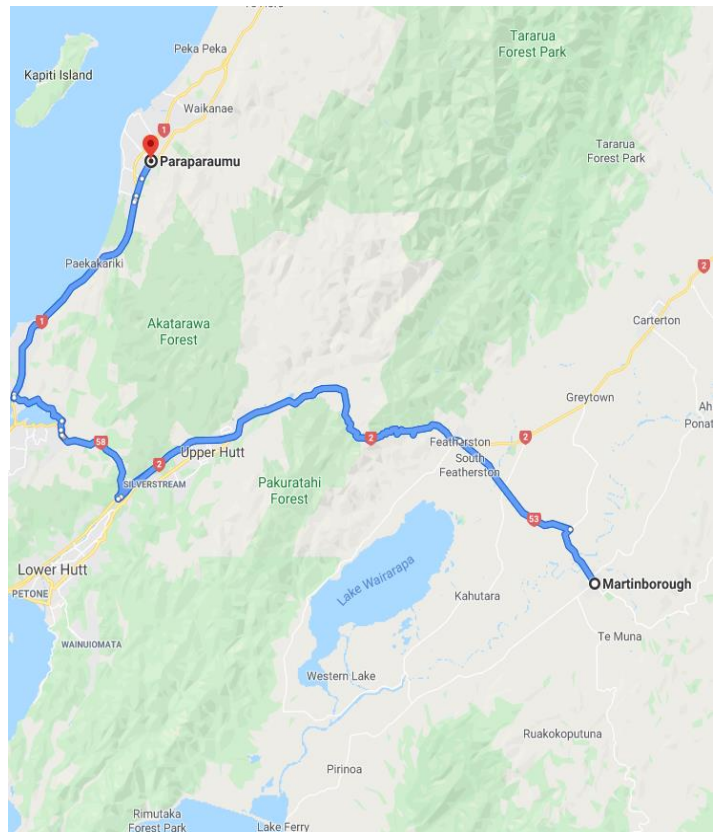 Peka Peka
Tararua
Forest Park
Kapiti Island
Waikanae
1
Tararua
Forest Park
Paraparaumu
Paekakariki
2
1
Carterton
Akatarawa
Forest
Greytown
Ah
Ponat
58
2
2
Featherston
2
Upper Hutt
South
Featherston
SILVERSTREAM
Pakuratahi
Forest
53
Lower Hutt
Lake Wairarapa
Martinborough
PETONE
Kahutara
WAINUIOMATA
Te Muna
Western Lake
Ruakokoputuna
Pirinoa
Rimutaka
Forest Park
Lake Ferry